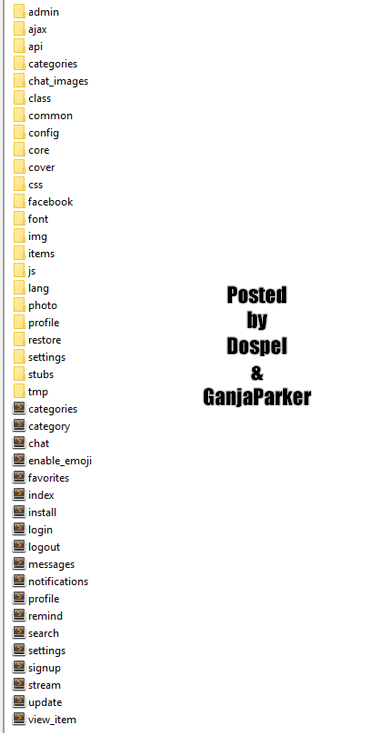 admin
ajax
api
categories
chat_images
class
common
config
core
cover
css
facebook
font
img
items
js
lang
photo
profile
restore
settings
stubs
tmp
categories
category
chat
enable_emoji
favorites
index
install
login
logout
messages
notifications
profile
remind
search
settings
signup
stream
update
view_item
Posted
by
Dospel
&
GanjaParker